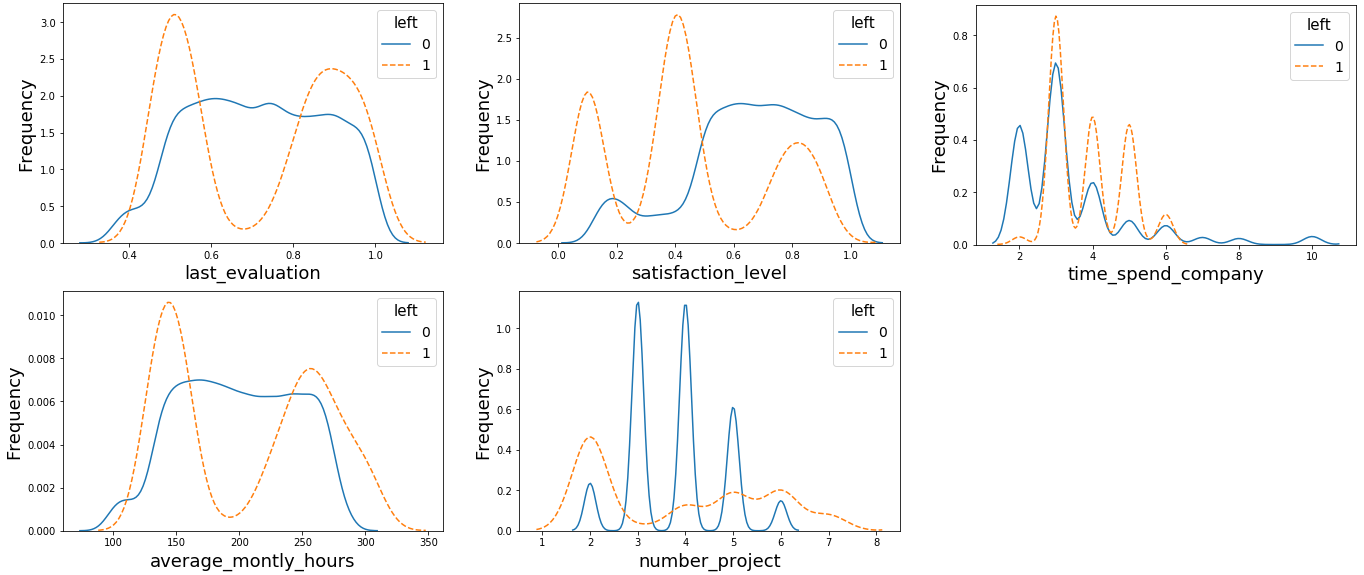 Frequency
3.0
2.5
2.0
1.5
1.0
0.5
0.0
left
0
1
0.4 0.6 0.8 1.0
last_evaluation
Frequency
2.5
2.0
1.5
1.0
0.5
0.0
left
0
1
0.0 0.2 0.4 0.6 0.8 1.0
satisfaction_level
Frequency
0.8
0.6
0.4
0.2
0.0
left
0
1
2 4 6 8 10
time_spend_company
Frequency
0.010
0.008
0.006
0.004
0.002
0.000
left
0
1
100 150 200 250 300 350
average_montly_hours
Frequency
1.0
0.8
0.6
0.4
0.2
0.0
left
0
1
1 2 3 4 5 6 7 8
number_project